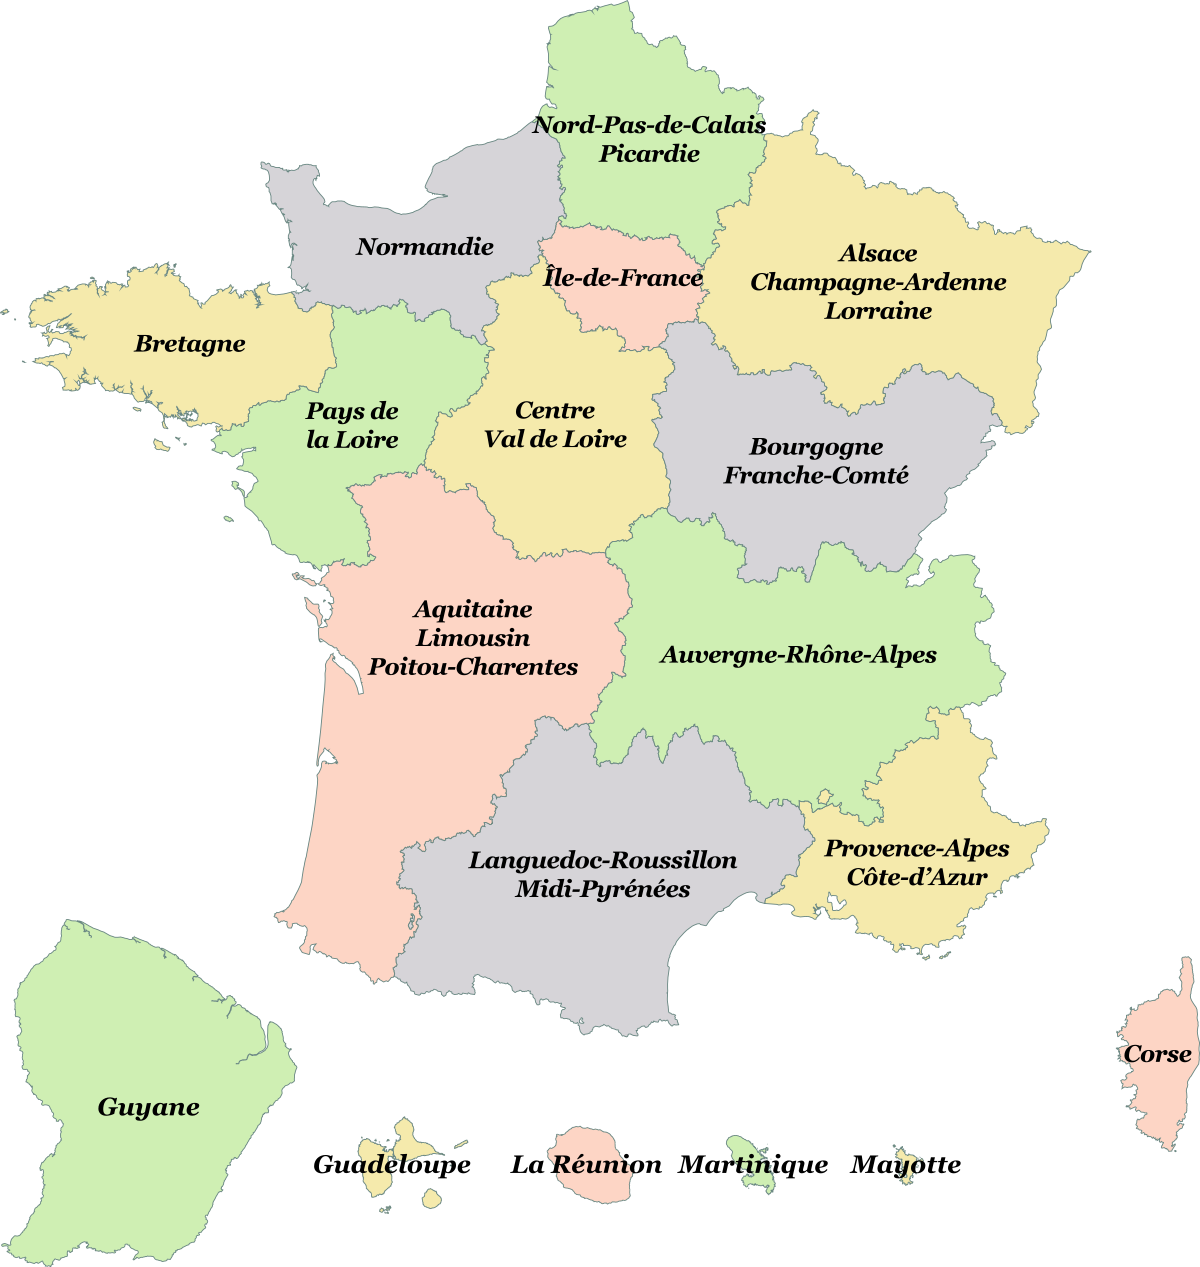 Nord-Pas-de-Calais
Picardie
Normandie
Île-de-France
Alsace
Champagne-Ardenne
Lorraine
Bretagne
Pays de
la Loire
Centre
Val de Loire
Bourgogne
Franche-Comté
Aquitaine
Limousin
Poitou-Charentes
Auvergne-Rhône-Alpes
Languedoc-Roussillon
Midi-Pyrénées
Provence-Alpes
Côte-d’Azur
Corse
Guyane
Guadeloupe
La Réunion
Martinique
Mayotte